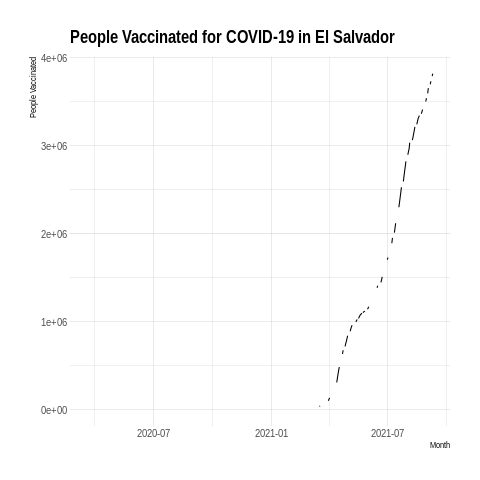 People Vaccinated for COVID-19 in El Salvador
People Vaccinated
4e+06
3e+06
2e+06
1e+06
0e+00
2020-07
2021-01
2021-07
Month